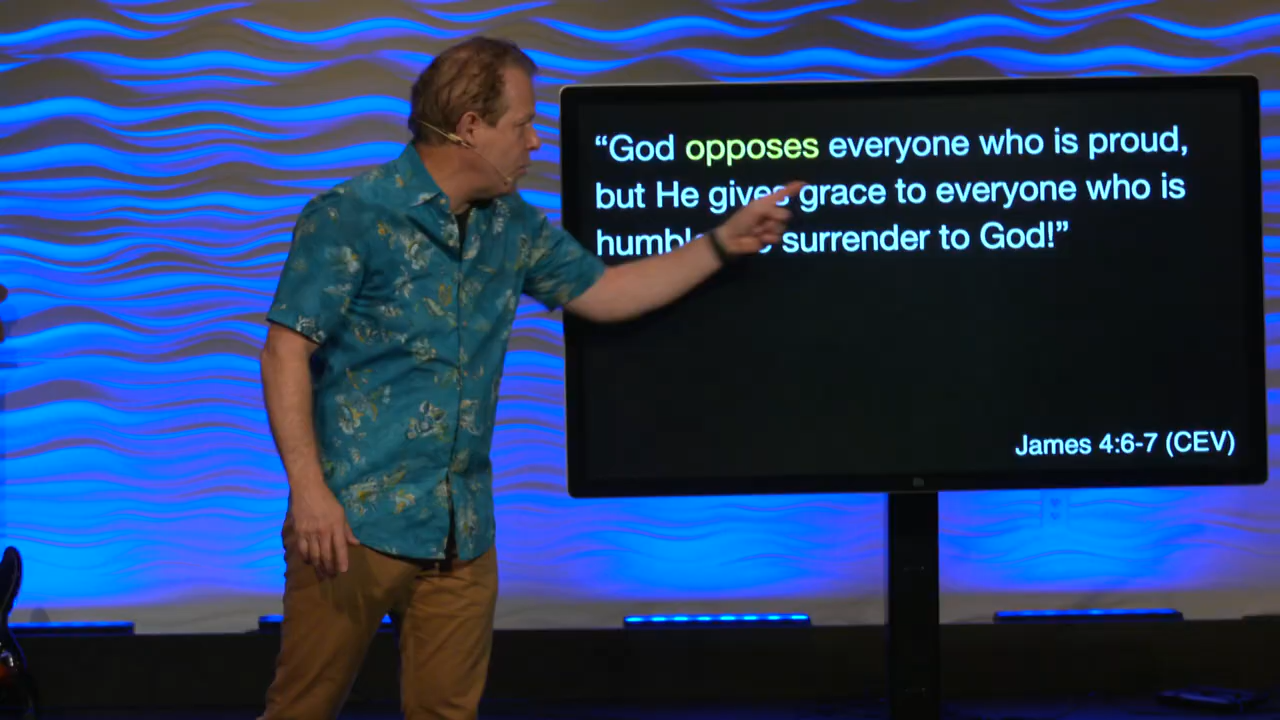 “God opposes everyone who is proud,
but He gives grace to everyone who is
surrender to God!”
James 4:6-7 (CEV)